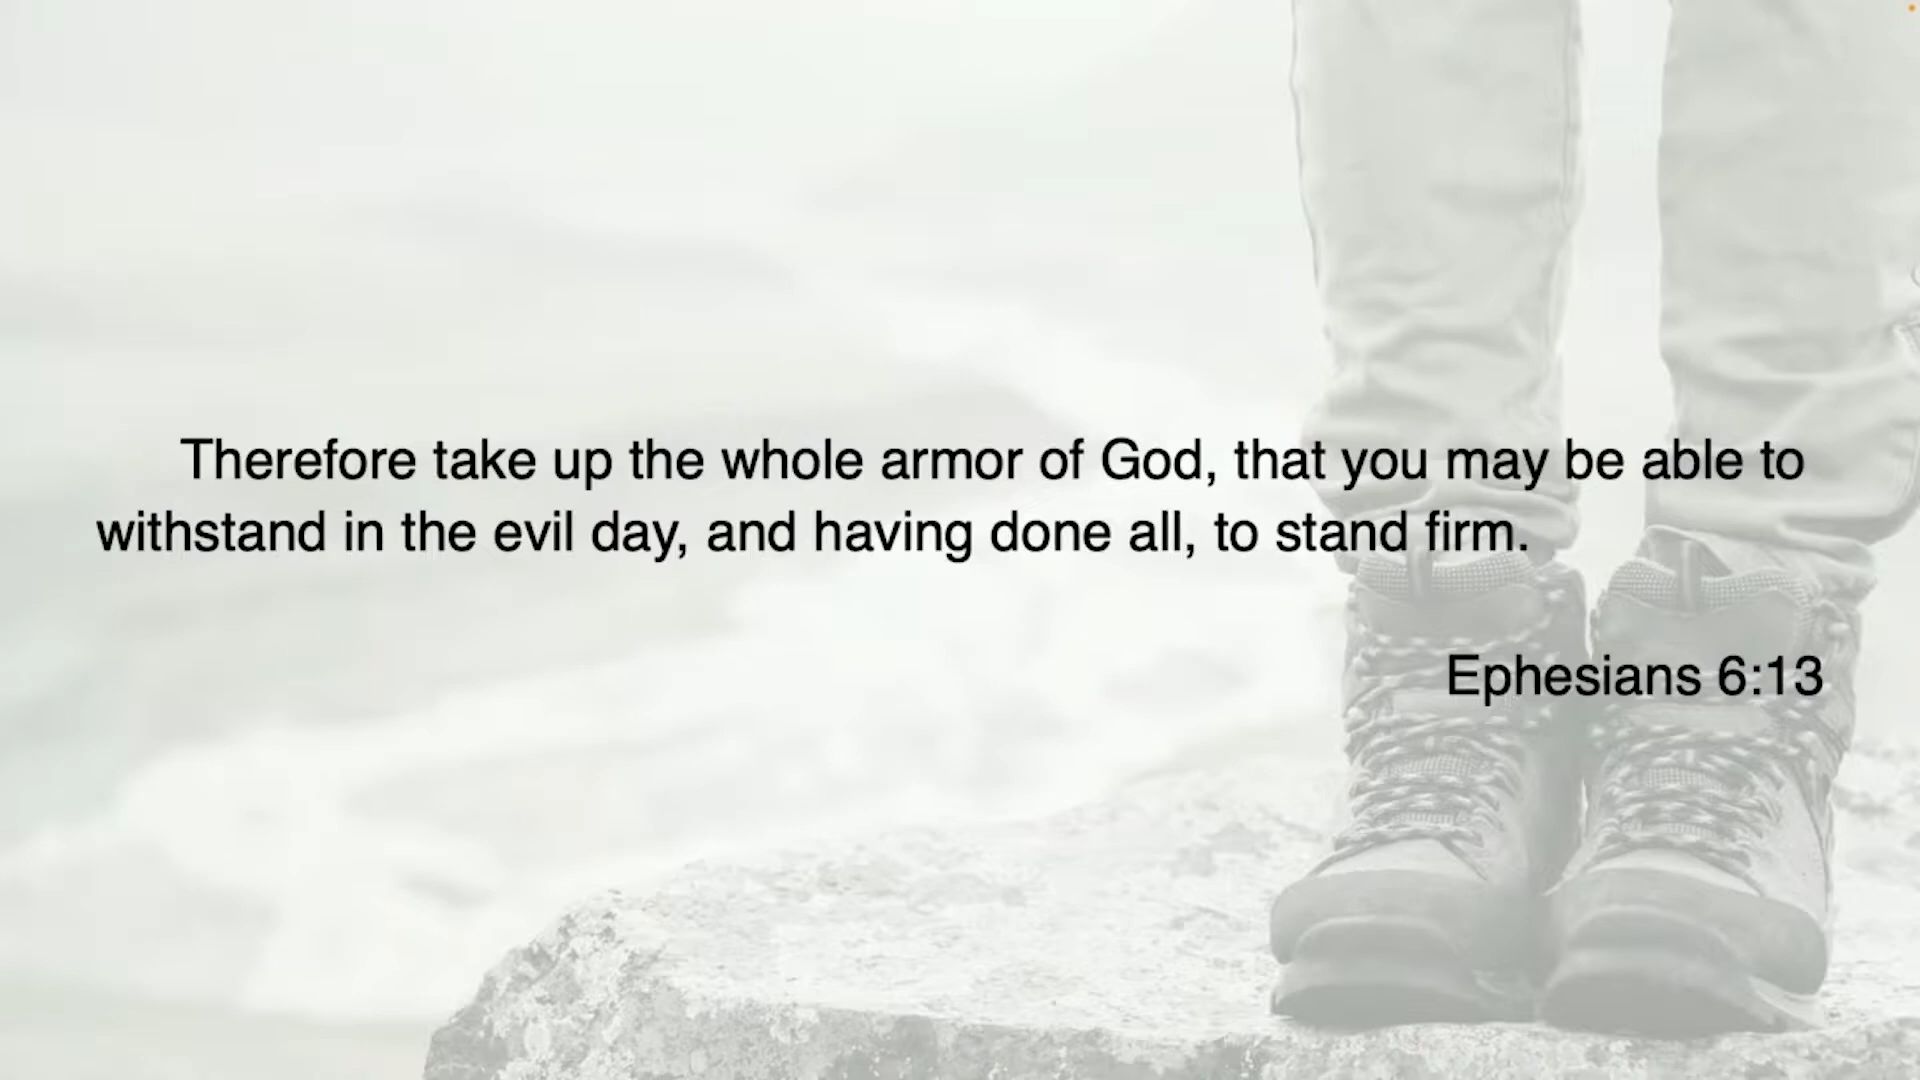 Therefore take up the whole armor of God, that you may be able to
withstand in the evil day, and having done all, to stand firm.
Ephesians 6:13